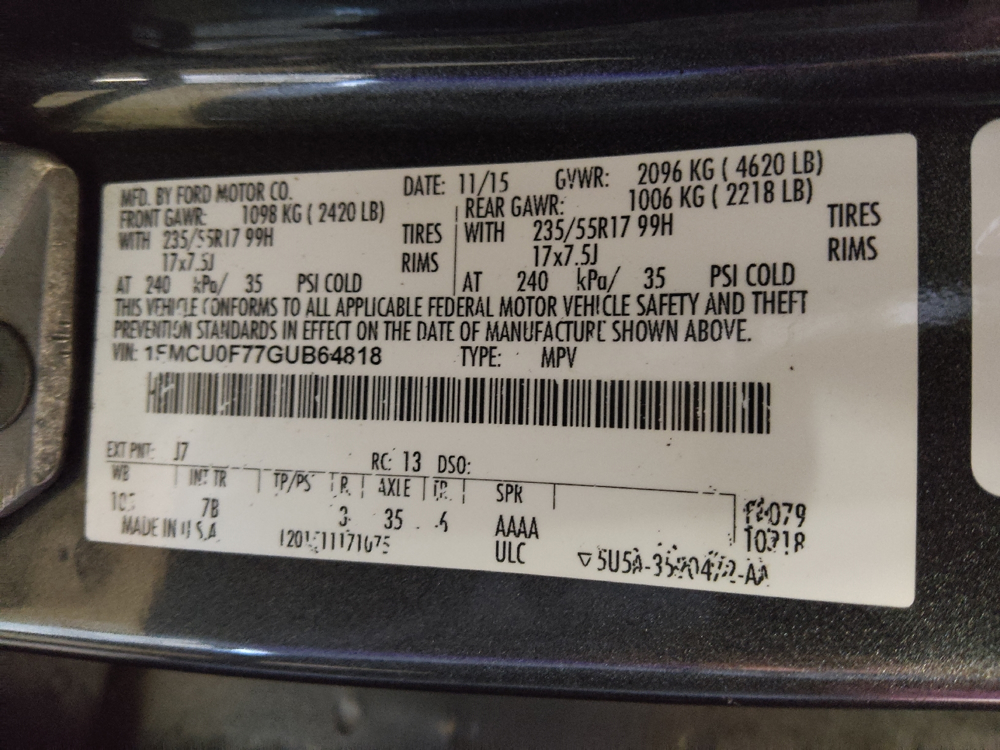 MFD. BY FORD MOTOR CO. DATE: 11/15 GVWR: 2096 KG ( 4620 LB)
FRONT GAWR: 1098 KG ( 2420 LB) REAR GAWR: 1006 KG ( 2218 LB)
WITH 235/55R17 99H TIRES WITH 235/55R17 99H TIRES
17x7.5J RIMS 17x7.5J RIMS
AT 240 kPa/ 35 PSI COLD AT 240 kPa/ 35 PSI COLD
THIS VEHICLE CONFORMS TO ALL APPLICABLE FEDERAL MOTOR VEHICLE SAFETY AND THEFT
PREVENTION STANDARDS IN EFFECT ON THE DATE OF MANUFACTURE SHOWN ABOVE.
VIN: 1FMCU0F77GUB64818 TYPE: MPV
EXT PNT: J7 RC: 13 DSO:
WB INT TR TP/PS R AXLE TR SPR
7B 3 35 6 AAAA
MADE IN U.S.A. ULC